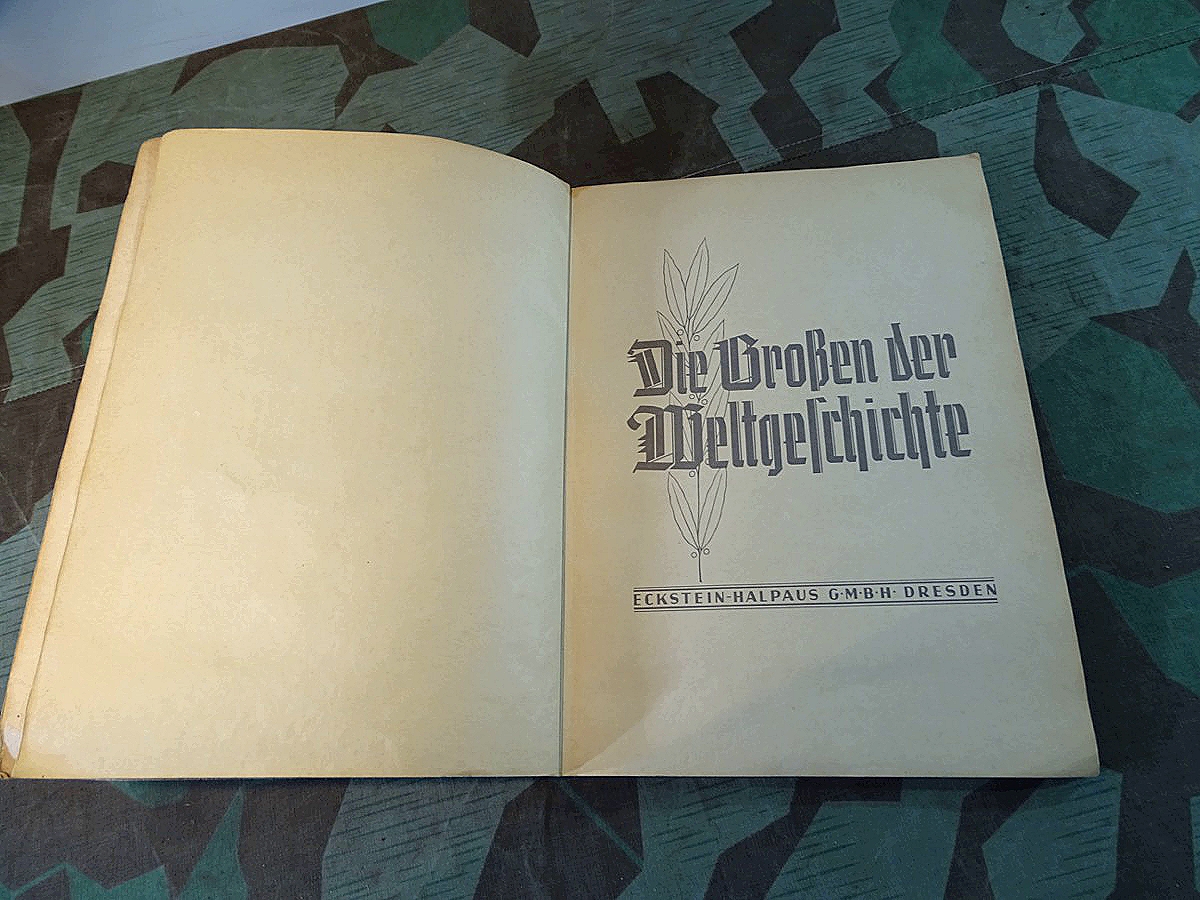 Die Großen der
Weltgeſchichte
ECKSTEIN-HALPAUS G·M·B·H· DRESDEN